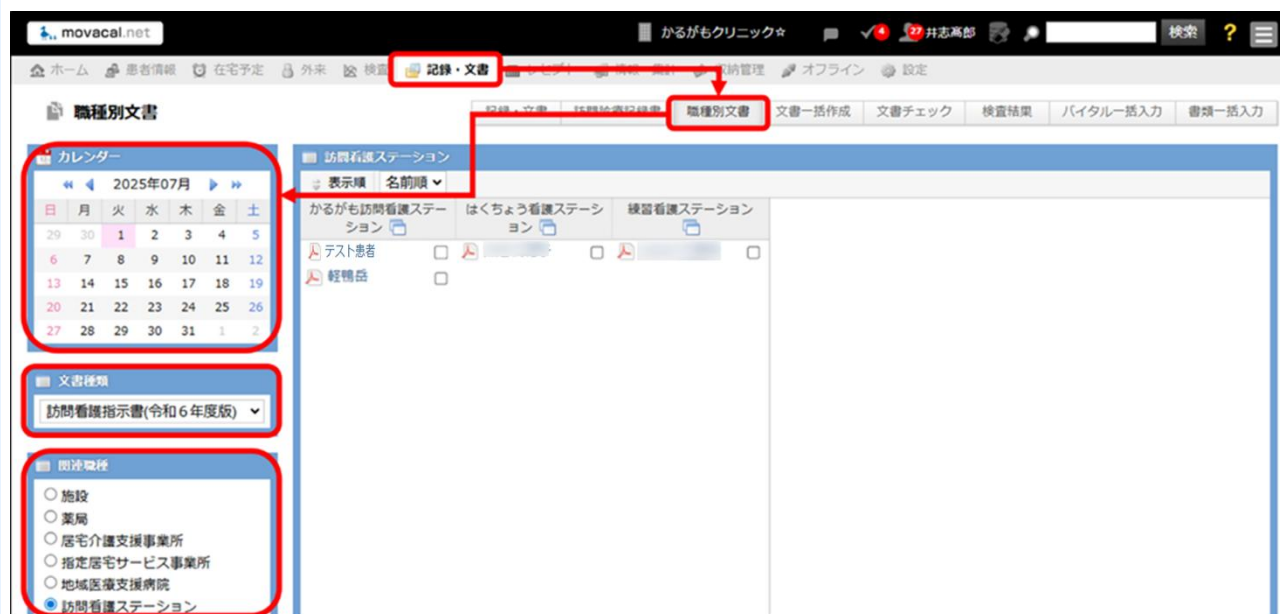 movacal.net
かるがもクリニック☆
4
27 井志高郎
検索
?
ホーム 患者情報 在宅予定 外来 検査 記録・文書 レセプト 収納管理 オフライン 設定
職種別文書
記録・文書 訪問診療記録書 職種別文書 文書一括作成 文書チェック 検査結果 バイタル一括入力 書類一括入力
カレンダー
2025年07月
日 月 火 水 木 金 土
29 30 1 2 3 4 5
6 7 8 9 10 11 12
13 14 15 16 17 18 19
20 21 22 23 24 25 26
27 28 29 30 31 1 2
文書種類
訪問看護指示書(令和6年度版)
関連職種
施設
薬局
居宅介護支援事業所
指定居宅サービス事業所
地域医療支援病院
訪問看護ステーション
訪問看護ステーション
表示順 名前順
かるがも訪問看護ステー
ション
はくちょう看護ステーシ
ョン
練習看護ステーション
テスト患者
軽鴨岳